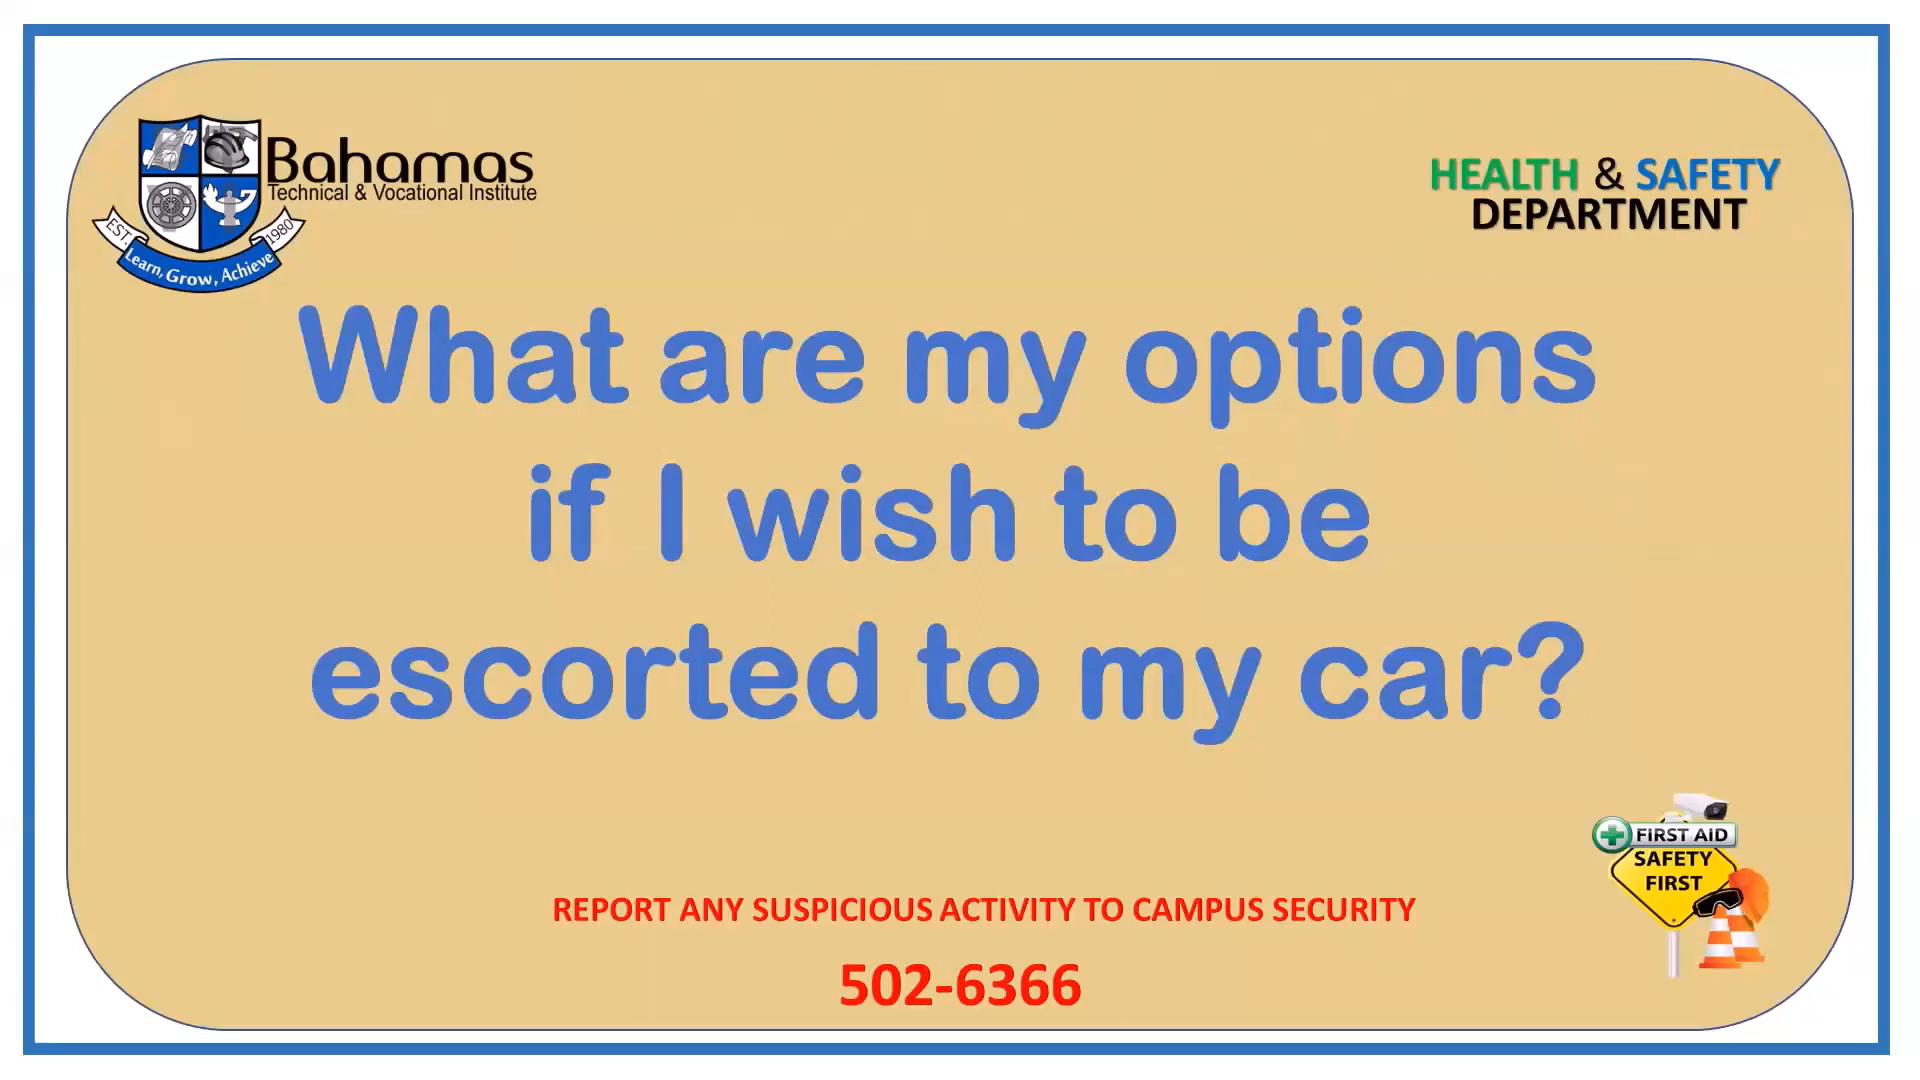 Bahamas
Technical & Vocational Institute
EST. 1980
Learn, Grow, Achieve
HEALTH & SAFETY
DEPARTMENT
What are my options
if I wish to be
escorted to my car?
FIRST AID
SAFETY
FIRST
REPORT ANY SUSPICIOUS ACTIVITY TO CAMPUS SECURITY
502-6366